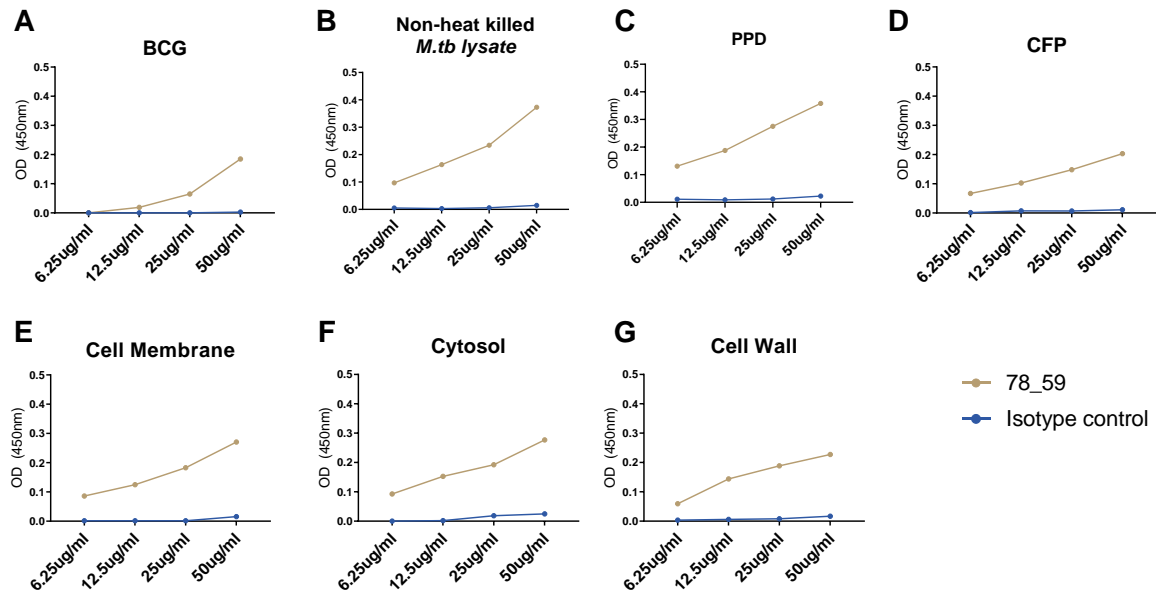 A
BCG
OD (450nm)
0.5
0.4
0.3
0.2
0.1
0.0
6.25ug/ml
12.5ug/ml
25ug/ml
50ug/ml
B
Non-heat killed
M.tb lysate
OD (450nm)
0.5
0.4
0.3
0.2
0.1
0.0
6.25ug/ml
12.5ug/ml
25ug/ml
50ug/ml
C
PPD
OD (450nm)
0.5
0.4
0.3
0.2
0.1
0.0
6.25ug/ml
12.5ug/ml
25ug/ml
50ug/ml
D
CFP
OD (450nm)
0.5
0.4
0.3
0.2
0.1
0.0
6.25ug/ml
12.5ug/ml
25ug/ml
50ug/ml
E
Cell Membrane
OD (450nm)
0.5
0.4
0.3
0.2
0.1
0.0
6.25ug/ml
12.5ug/ml
25ug/ml
50ug/ml
F
Cytosol
OD (450nm)
0.5
0.4
0.3
0.2
0.1
0.0
6.25ug/ml
12.5ug/ml
25ug/ml
50ug/ml
G
Cell Wall
OD (450nm)
0.5
0.4
0.3
0.2
0.1
0.0
6.25ug/ml
12.5ug/ml
25ug/ml
50ug/ml
78_59
Isotype control